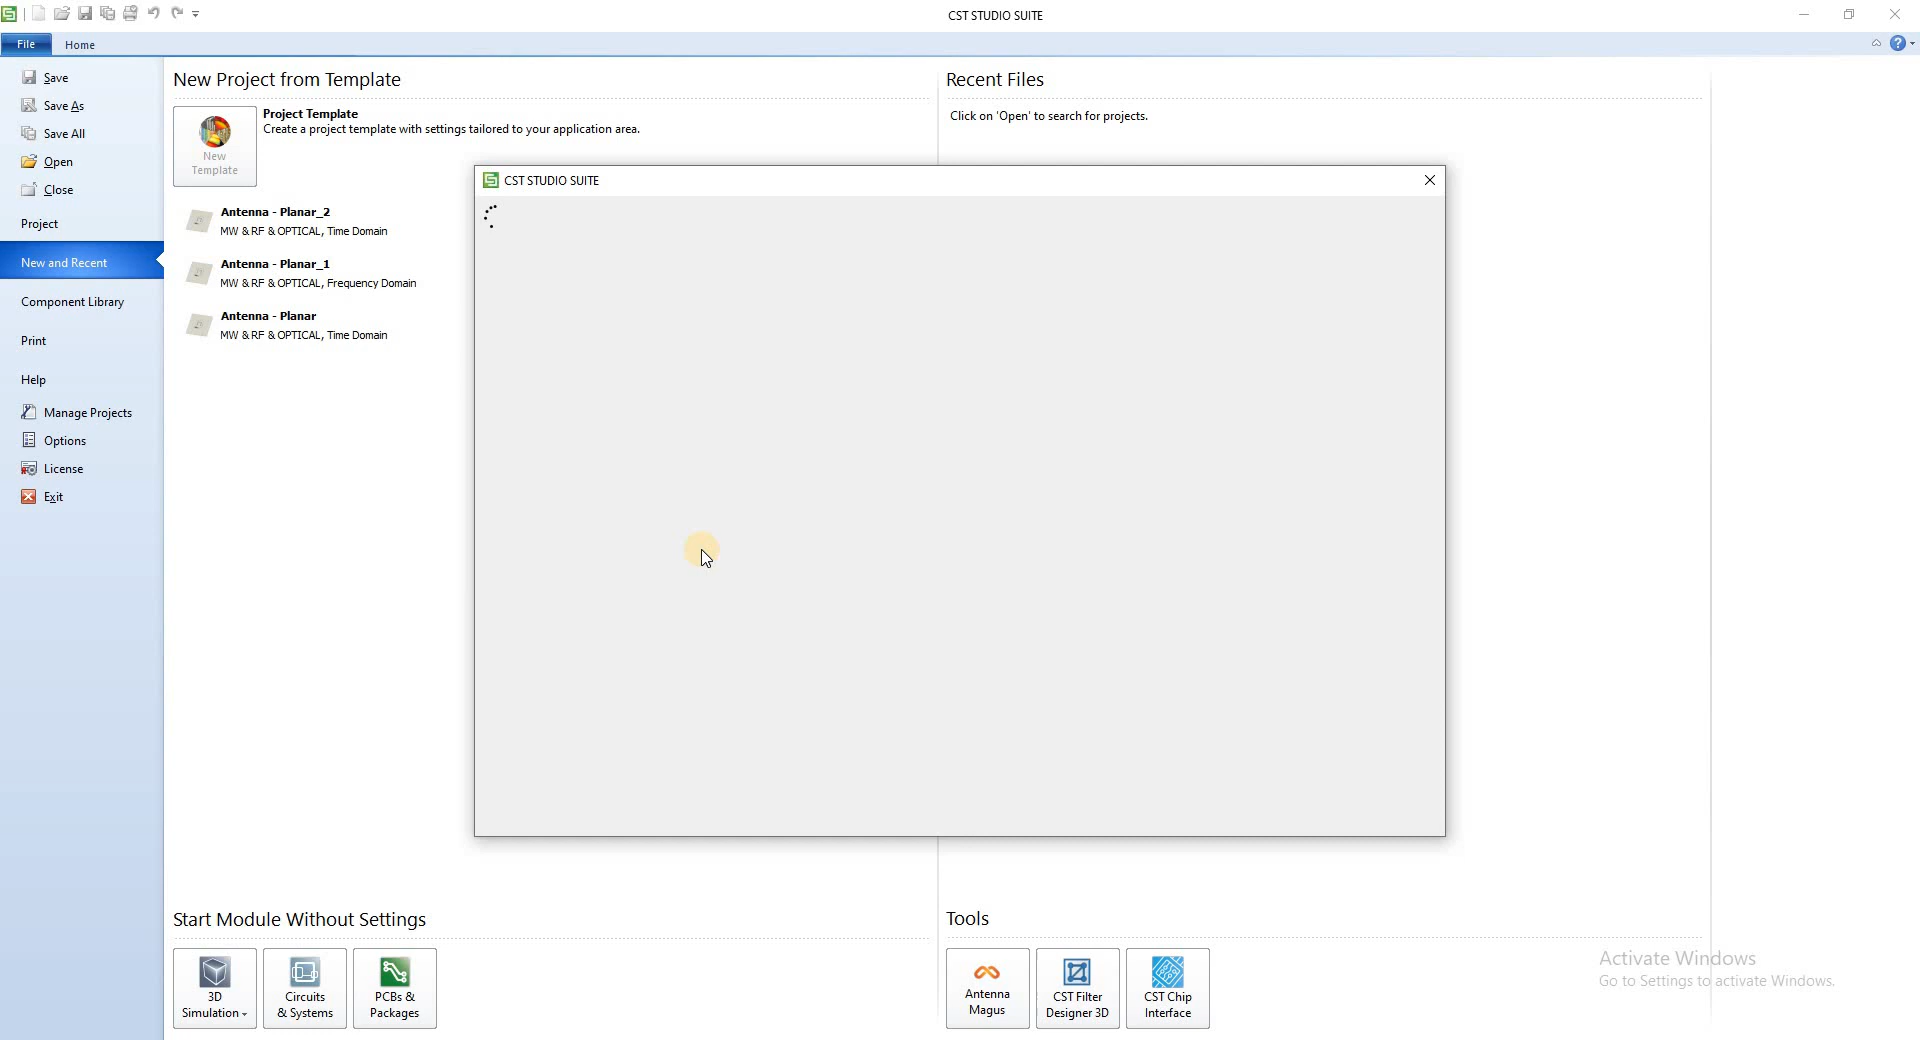 CST STUDIO SUITE
File
Home
Save
Save As
Save All
Open
Close
Project
New and Recent
Component Library
Print
Help
Manage Projects
Options
License
Exit
New Project from Template
New
Template
Project Template
Create a project template with settings tailored to your application area.
Antenna - Planar_2
MW & RF & OPTICAL, Time Domain
Antenna - Planar_1
MW & RF & OPTICAL, Frequency Domain
Antenna - Planar
MW & RF & OPTICAL, Time Domain
Recent Files
Click on 'Open' to search for projects.
CST STUDIO SUITE
Start Module Without Settings
3D
Simulation
Circuits
& Systems
PCBs &
Packages
Tools
Antenna
Magus
CST Filter
Designer 3D
CST Chip
Interface
Activate Windows
Go to Settings to activate Windows.